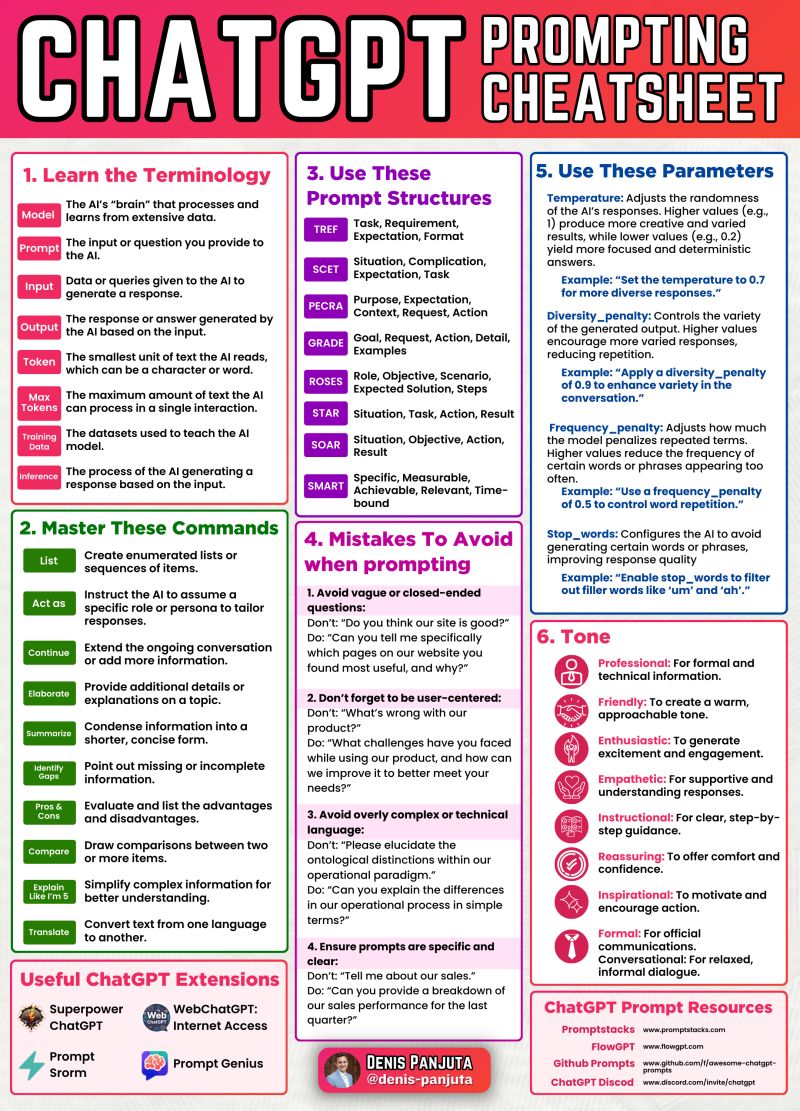 CHATGPT PROMPTING CHEATSHEET
1. Learn the Terminology
Model
The AI's “brain” that processes and
learns from extensive data.
Prompt
The input or question you provide to
the AI.
Input
Data or queries given to the AI to
generate a response.
Output
The response or answer generated by
the AI based on the input.
Token
The smallest unit of text the AI reads,
which can be a character or word.
Max
Tokens
The maximum amount of text the AI
can process in a single interaction.
Training
Data
The datasets used to teach the AI
model.
Inference
The process of the AI generating a
response based on the input.
2. Master These Commands
List
Create enumerated lists or
sequences of items.
Act as
Instruct the AI to assume a
specific role or persona to tailor
responses.
Continue
Extend the ongoing conversation
or add more information.
Elaborate
Provide additional details or
explanations on a topic.
Summarize
Condense information into a
shorter, concise form.
Identify
Gaps
Point out missing or incomplete
information.
Pros &
Cons
Evaluate and list the advantages
and disadvantages.
Compare
Draw comparisons between two
or more items.
Explain
Like I'm 5
Simplify complex information for
better understanding.
Translate
Convert text from one language
to another.
Useful ChatGPT Extensions
Superpower
ChatGPT
Web
ChatGPT
WebChatGPT:
Internet Access
Prompt
Srorm
Prompt Genius
3. Use These
Prompt Structures
TREF
Task, Requirement,
Expectation, Format
SCET
Situation, Complication,
Expectation, Task
PECRA
Purpose, Expectation,
Context, Request, Action
GRADE
Goal, Request, Action, Detail,
Examples
ROSES
Role, Objective, Scenario,
Expected Solution, Steps
STAR
Situation, Task, Action, Result
SOAR
Situation, Objective, Action,
Result
SMART
Specific, Measurable,
Achievable, Relevant, Time-
bound
4. Mistakes To Avoid
when prompting
1. Avoid vague or closed-ended
questions:
Don't: “Do you think our site is good?”
Do: “Can you tell me specifically
which pages on our website you
found most useful, and why?”
2. Don't forget to be user-centered:
Don't: “What's wrong with our
product?”
Do: “What challenges have you faced
while using our product, and how can
we improve it to better meet your
needs?”
3. Avoid overly complex or technical
language:
Don't: “Please elucidate the
ontological distinctions within our
operational paradigm.”
Do: “Can you explain the differences
in our operational process in simple
terms?”
4. Ensure prompts are specific and
clear:
Don't: “Tell me about our sales.”
Do: “Can you provide a breakdown of
our sales performance for the last
quarter?”
DENIS PANJUTA
@denis-panjuta
5. Use These Parameters
Temperature: Adjusts the randomness
of the AI's responses. Higher values (e.g.,
1) produce more creative and varied
results, while lower values (e.g., 0.2)
yield more focused and deterministic
answers.
Example: “Set the temperature to 0.7
for more diverse responses.”
Diversity_penalty: Controls the variety
of the generated output. Higher values
encourage more varied responses,
reducing repetition.
Example: “Apply a diversity_penalty
of 0.9 to enhance variety in the
conversation.”
Frequency_penalty: Adjusts how much
the model penalizes repeated terms.
Higher values reduce the frequency of
certain words or phrases appearing too
often.
Example: “Use a frequency_penalty
of 0.5 to control word repetition.”
Stop_words: Configures the AI to avoid
generating certain words or phrases,
improving response quality
Example: “Enable stop_words to filter
out filler words like ‘um’ and ‘ah’.”
6. Tone
Professional: For formal and
technical information.
Friendly: To create a warm,
approachable tone.
Enthusiastic: To generate
excitement and engagement.
Empathetic: For supportive and
understanding responses.
Instructional: For clear, step-by-
step guidance.
Reassuring: To offer comfort and
confidence.
Inspirational: To motivate and
encourage action.
Formal: For official
communications.
Conversational: For relaxed,
informal dialogue.
ChatGPT Prompt Resources
Promptstacks www.promptstacks.com
FlowGPT www.flowgpt.com
Github Prompts www.github.com/f/awesome-chatgpt-
prompts
ChatGPT Discod www.discord.com/invite/chatgpt